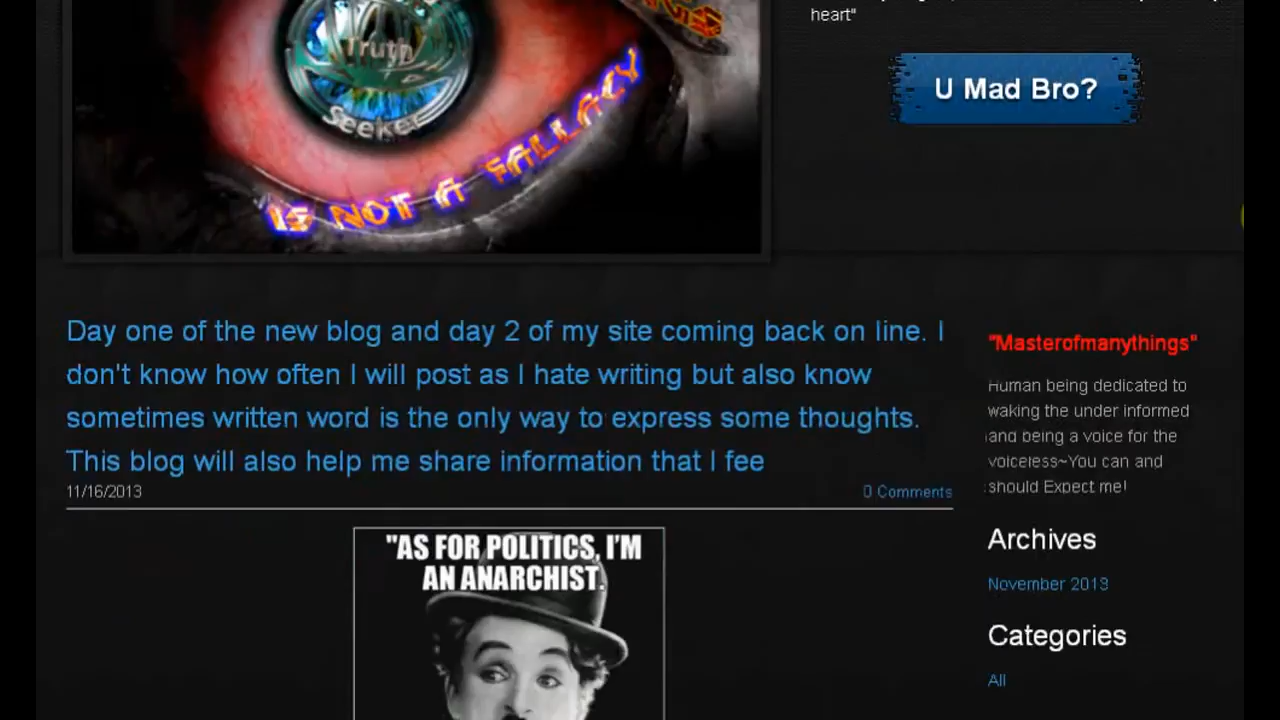 heart"
Truth
Seeker
IS NOT A FALLACY
U Mad Bro?
Day one of the new blog and day 2 of my site coming back on line. I
don't know how often I will post as I hate writing but also know
sometimes written word is the only way to express some thoughts.
This blog will also help me share information that I fee
11/16/2013
0 Comments
"AS FOR POLITICS, I'M
AN ANARCHIST.
"Masterofmanythings"
Human being dedicated to
waking the under informed
and being a voice for the
voiceless~You can and
should Expect me!
Archives
November 2013
Categories
All